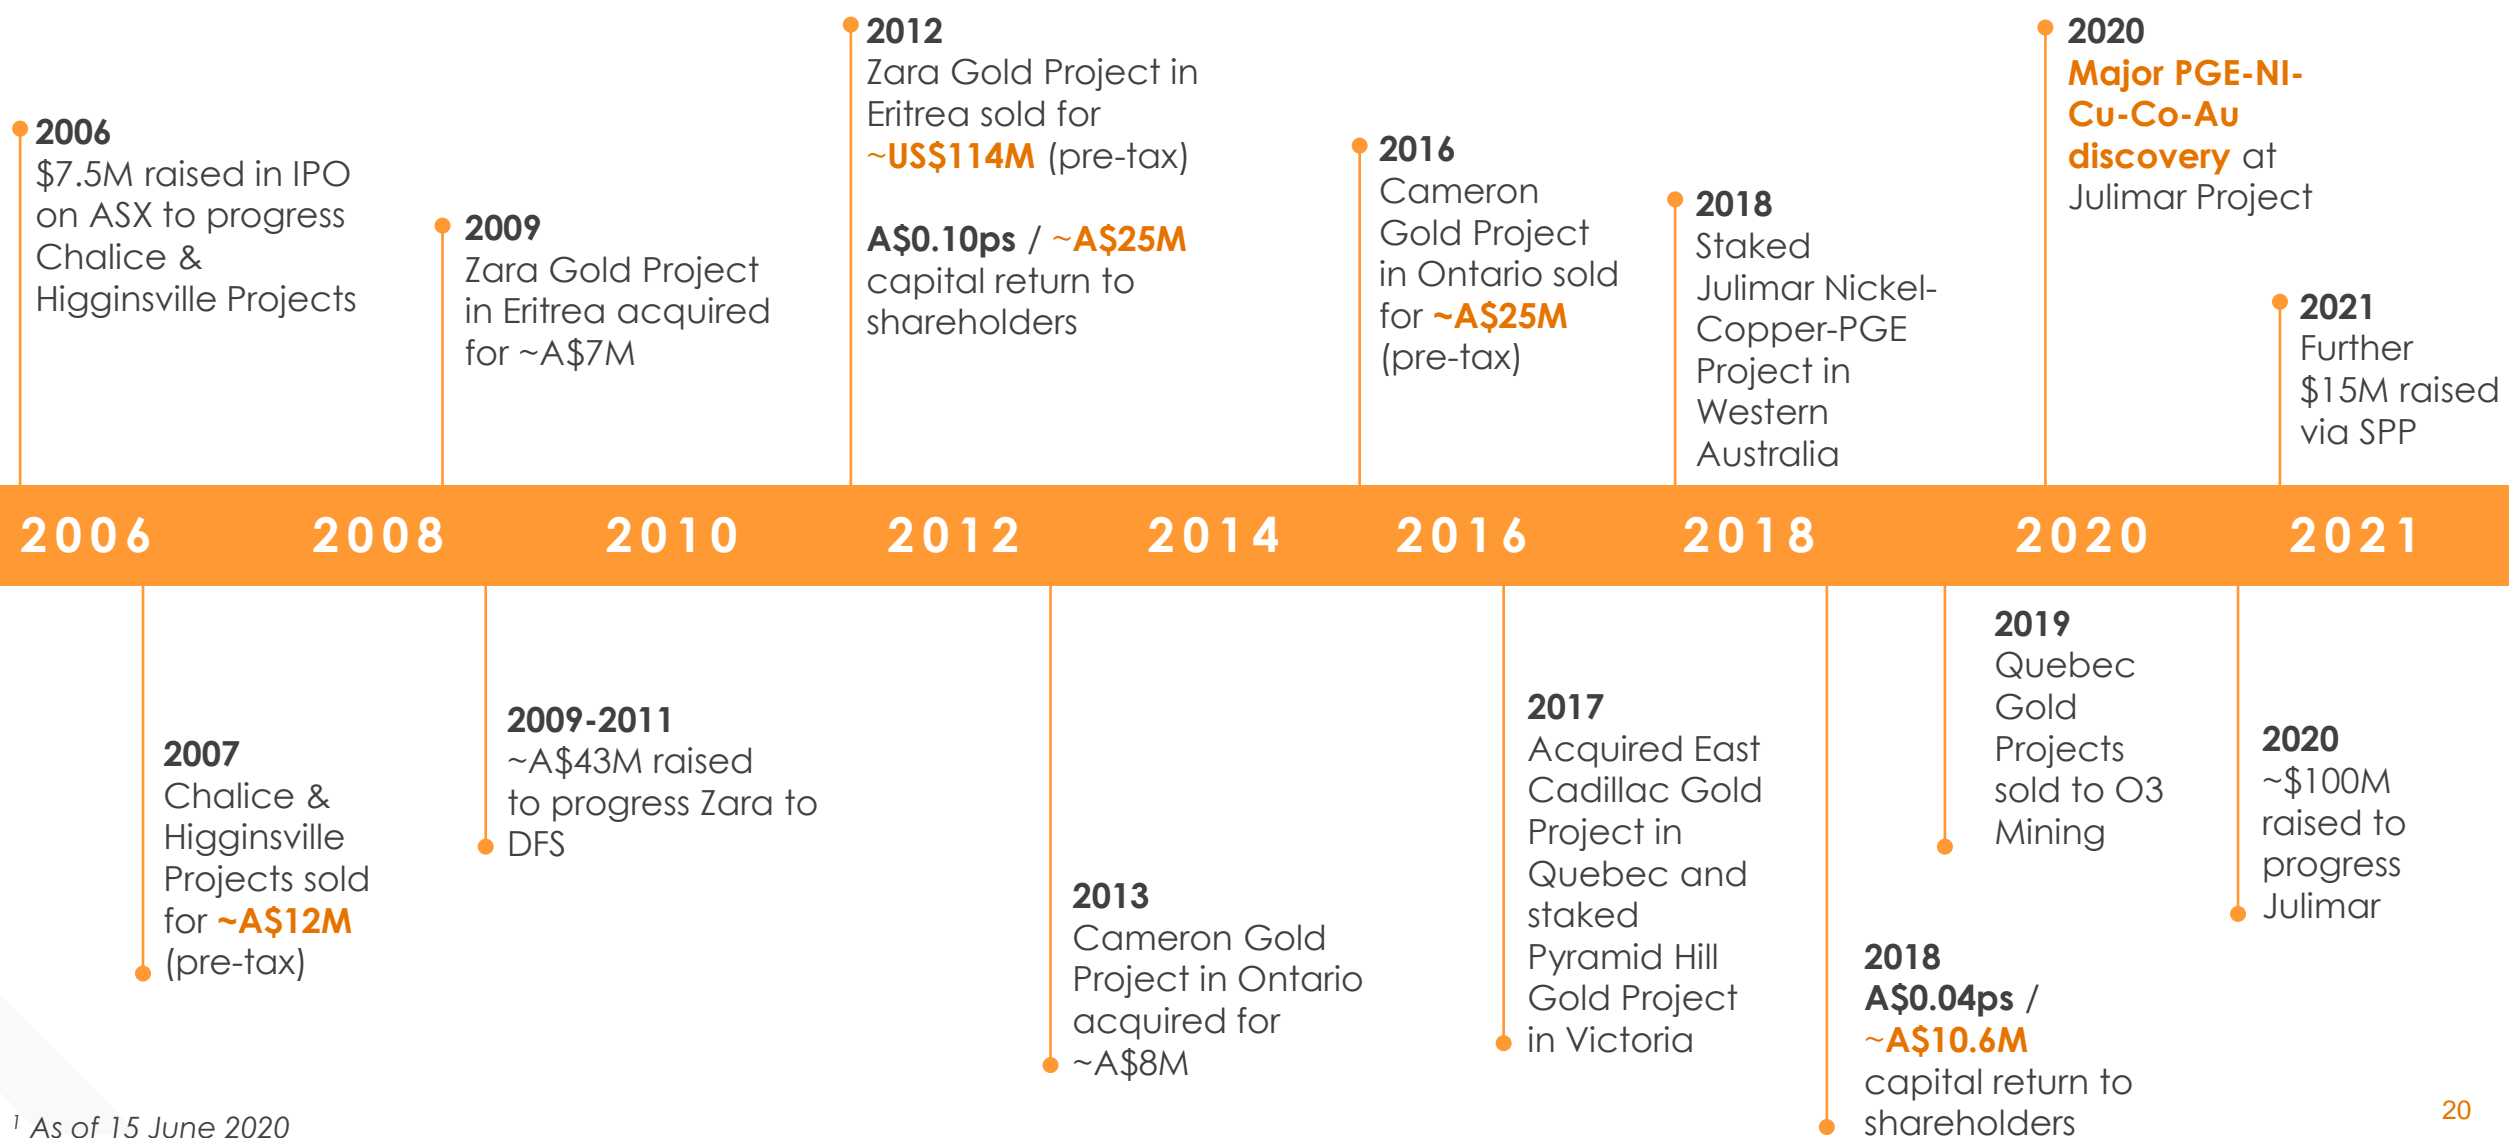 2006
$7.5M raised in IPO
on ASX to progress
Chalice &
Higginsville Projects
2009
Zara Gold Project
in Eritrea acquired
for ~A$7M
2012
Zara Gold Project in
Eritrea sold for
~US$114M (pre-tax)
A$0.10ps / ~A$25M
capital return to
shareholders
2016
Cameron
Gold Project
in Ontario sold
for ~A$25M
(pre-tax)
2018
Staked
Julimar Nickel-
Copper-PGE
Project in
Western
Australia
2020
Major PGE-NI-
Cu-Co-Au
discovery at
Julimar Project
2021
Further
$15M raised
via SPP
2006 2008 2010 2012 2014 2016 2018 2020 2021
2007
Chalice &
Higginsville
Projects sold
for ~A$12M
(pre-tax)
2009-2011
~A$43M raised
to progress Zara to
DFS
2013
Cameron Gold
Project in Ontario
acquired for
~A$8M
2017
Acquired East
Cadillac Gold
Project in
Quebec and
staked
Pyramid Hill
Gold Project
in Victoria
2018
A$0.04ps /
~A$10.6M
capital return to
shareholders
2019
Quebec
Gold
Projects
sold to O3
Mining
2020
~$100M
raised to
progress
Julimar
1 As of 15 June 2020
20